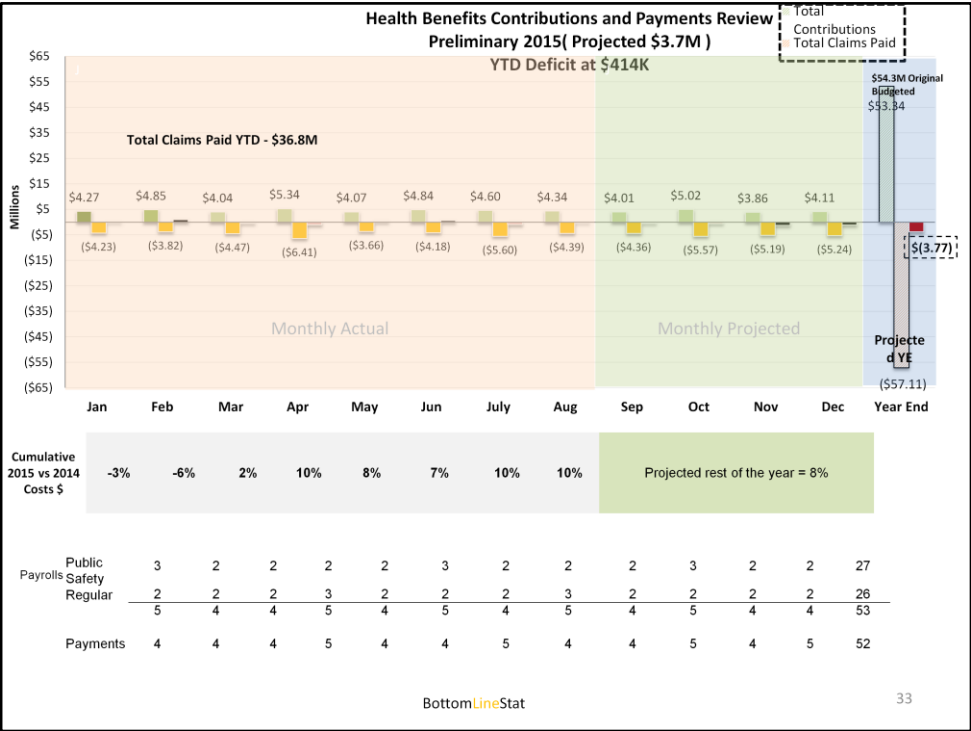 Health Benefits Contributions and Payments Review
Preliminary 2015( Projected $3.7M )
YTD Deficit at $414K
Total
Contributions
Total Claims Paid
$65
$55
$45
$35
$25
$15
$5
($5)
($15)
($25)
($35)
($45)
($55)
($65)
Millions
Total Claims Paid YTD - $36.8M
$54.3M Original
Budgeted
$53.34
$4.27 $4.85 $4.04 $5.34 $4.07 $4.84 $4.60 $4.34 $4.01 $5.02 $3.86 $4.11
($4.23) ($3.82) ($4.47) ($6.41) ($3.66) ($4.18) ($5.60) ($4.39) ($4.36) ($5.57) ($5.19) ($5.24) $(3.77)
Monthly Actual Monthly Projected
Projecte
d YE
($57.11)
Jan Feb Mar Apr May Jun July Aug Sep Oct Nov Dec Year End
Cumulative
2015 vs 2014
Costs $
-3% -6% 2% 10% 8% 7% 10% 10% Projected rest of the year = 8%
Payrolls
Public
Safety
3 2 2 2 2 3 2 2 2 3 2 2 27
Regular 2 2 2 3 2 2 2 3 2 2 2 2 26
5 4 4 5 4 5 4 5 4 5 4 4 53
Payments 4 4 4 5 4 4 5 4 4 5 4 5 52
BottomLineStat
33